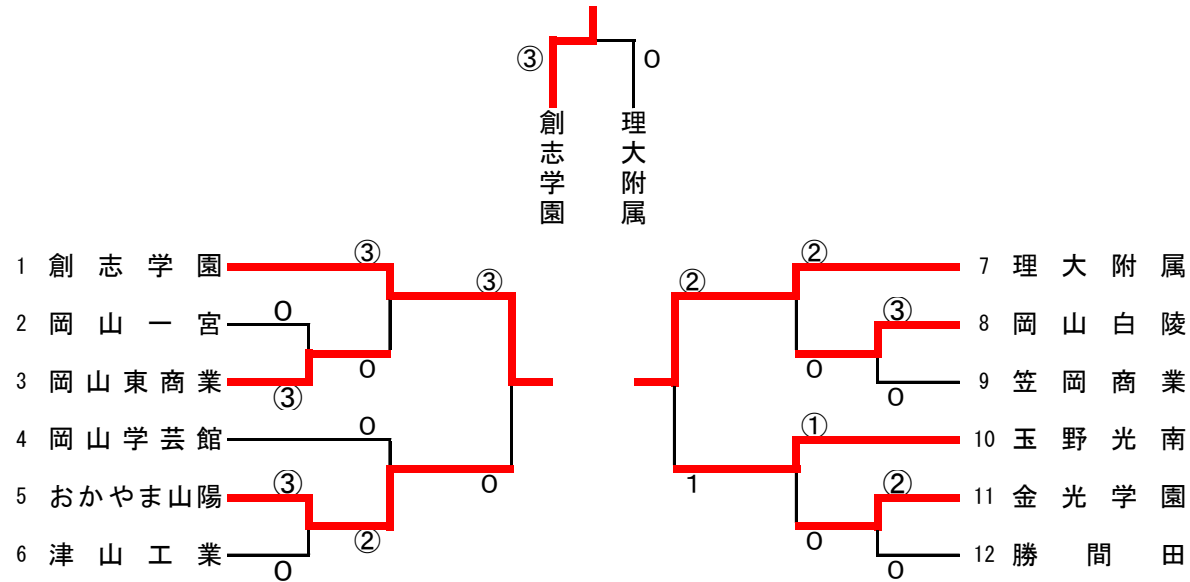 ③ 0
創志学園
理大附属
1 創志学園 ③ ③ ② ② 7 理大附属
2 岡山一宮 0 ③ 8 岡山白陵
3 岡山東商業 ③ 0 0 0 9 笠岡商業
4 岡山学芸館 0 ① 10 玉野光南
5 おかやま山陽 ③ 0 1 ② 11 金光学園
6 津山工業 0 ② 0 0 12 勝間田